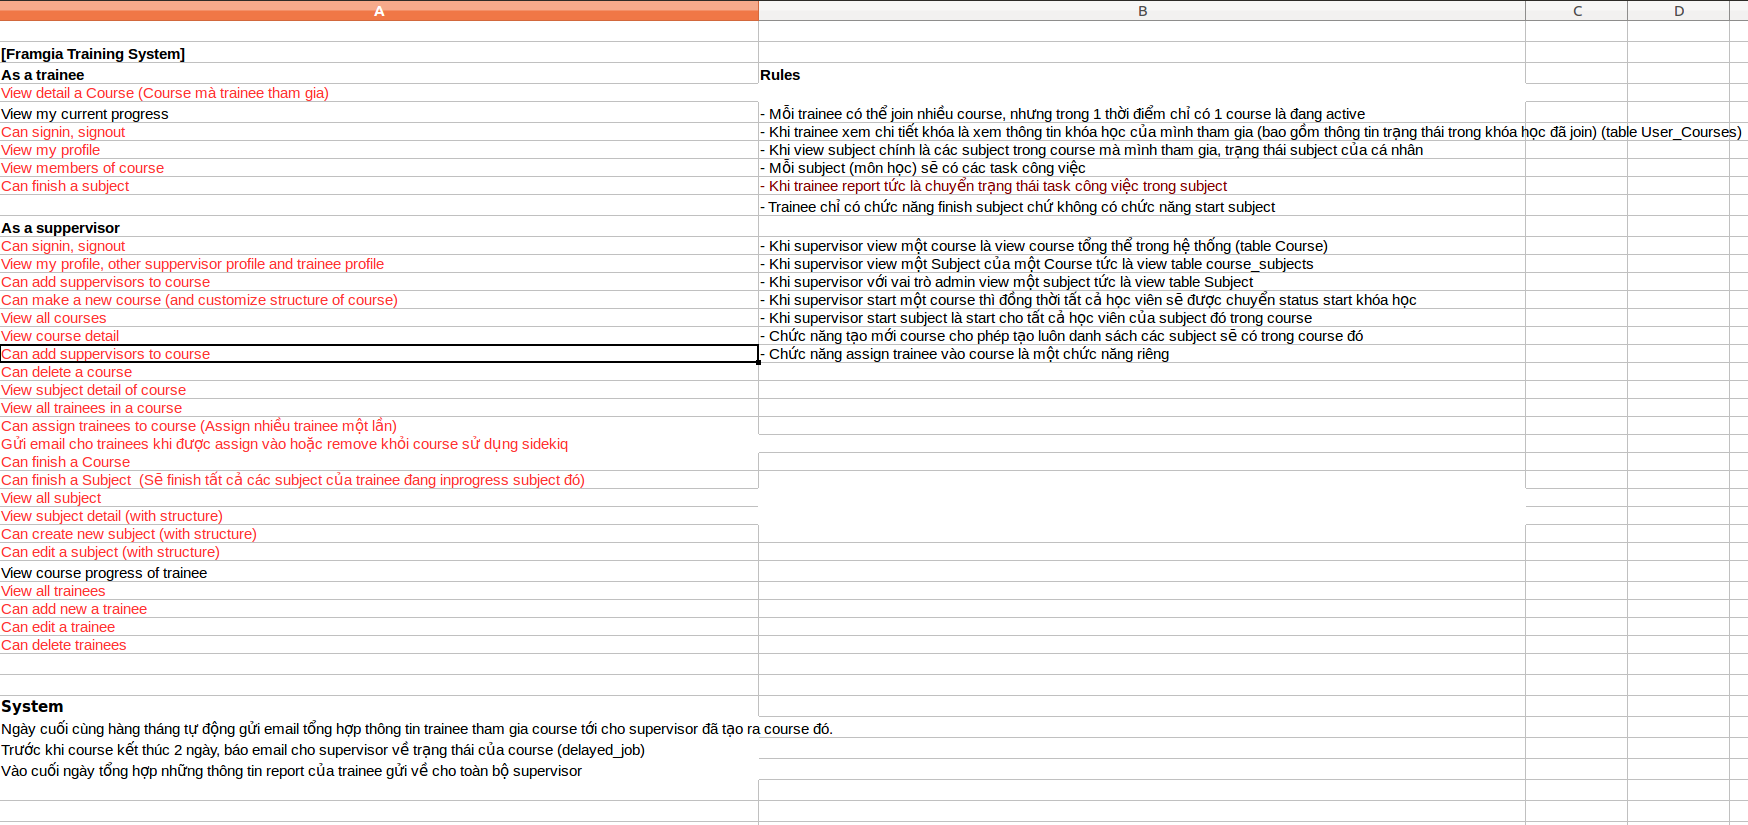 A B C D
[Framgia Training System]
As a trainee Rules
View detail a Course (Course mà trainee tham gia)
View my current progress - Mỗi trainee có thể join nhiều course, nhưng trong 1 thời điểm chỉ có 1 course là đang active
Can signin, signout - Khi trainee xem chi tiết khóa là xem thông tin khóa học của mình tham gia (bao gồm thông tin trạng thái trong khóa học đã join) (table User_Courses)
View my profile - Khi view subject chính là các subject trong course mà mình tham gia, trạng thái subject của cá nhân
View members of course - Mỗi subject (môn học) sẽ có các task công việc
Can finish a subject - Khi trainee report tức là chuyển trạng thái task công việc trong subject
- Trainee chỉ có chức năng finish subject chứ không có chức năng start subject
As a suppervisor
Can signin, signout - Khi supervisor view một course là view course tổng thể trong hệ thống (table Course)
View my profile, other suppervisor profile and trainee profile - Khi supervisor view một Subject của một Course tức là view table course_subjects
Can add suppervisors to course - Khi supervisor với vai trò admin view một subject tức là view table Subject
Can make a new course (and customize structure of course) - Khi supervisor start một course thì đồng thời tất cả học viên sẽ được chuyển status start khóa học
View all courses - Khi supervisor start subject là start cho tất cả học viên của subject đó trong course
View course detail - Chức năng tạo mới course cho phép tạo luôn danh sách các subject sẽ có trong course đó
Can add suppervisors to course - Chức năng assign trainee vào course là một chức năng riêng
Can delete a course
View subject detail of course
View all trainees in a course
Can assign trainees to course (Assign nhiều trainee một lần)
Gửi email cho trainees khi được assign vào hoặc remove khỏi course sử dụng sidekiq
Can finish a Course
Can finish a Subject  (Sẽ finish tất cả các subject của trainee đang inprogress subject đó)
View all subject
View subject detail (with structure)
Can create new subject (with structure)
Can edit a subject (with structure)
View course progress of trainee
View all trainees
Can add new a trainee
Can edit a trainee
Can delete trainees
System
Ngày cuối cùng hàng tháng tự động gửi email tổng hợp thông tin trainee tham gia course tới cho supervisor đã tạo ra course đó.
Trước khi course kết thúc 2 ngày, báo email cho supervisor về trạng thái của course (delayed_job)
Vào cuối ngày tổng hợp những thông tin report của trainee gửi về cho toàn bộ supervisor